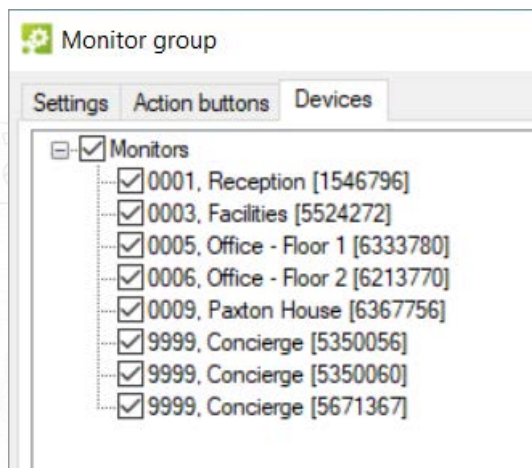 Monitor group
Settings Action buttons Devices
Monitors
0001, Reception [1546796]
0003, Facilities [5524272]
0005, Office - Floor 1 [6333780]
0006, Office - Floor 2 [6213770]
0009, Paxton House [6367756]
9999, Concierge [5350056]
9999, Concierge [5350060]
9999, Concierge [5671367]